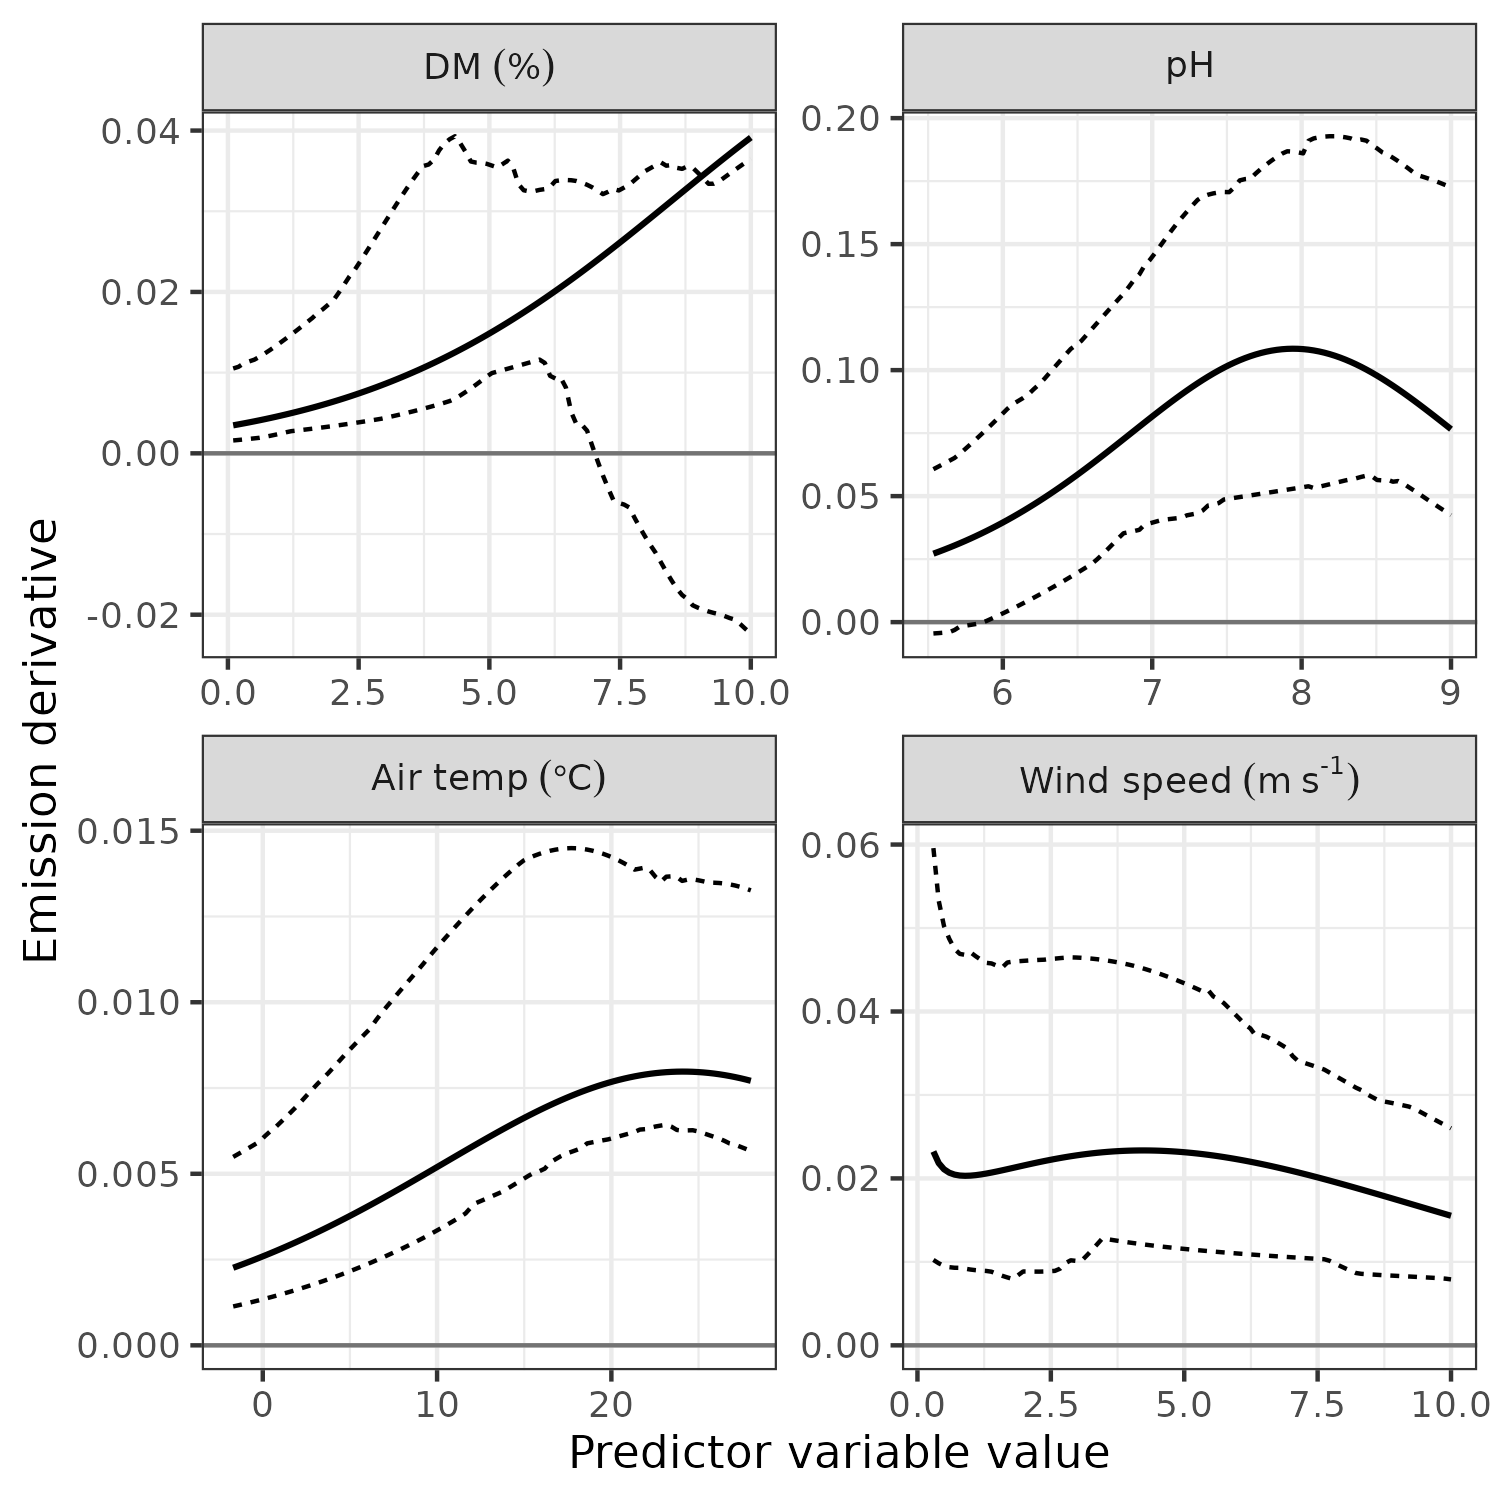 DM (%)
pH
0.04
0.02
0.00
-0.02
0.0 2.5 5.0 7.5 10.0
0.20
0.15
0.10
0.05
0.00
6 7 8 9
Air temp (°C)
Wind speed (m s-1)
0.015
0.010
0.005
0.000
0 10 20
0.06
0.04
0.02
0.00
0.0 2.5 5.0 7.5 10.0
Emission derivative
Predictor variable value